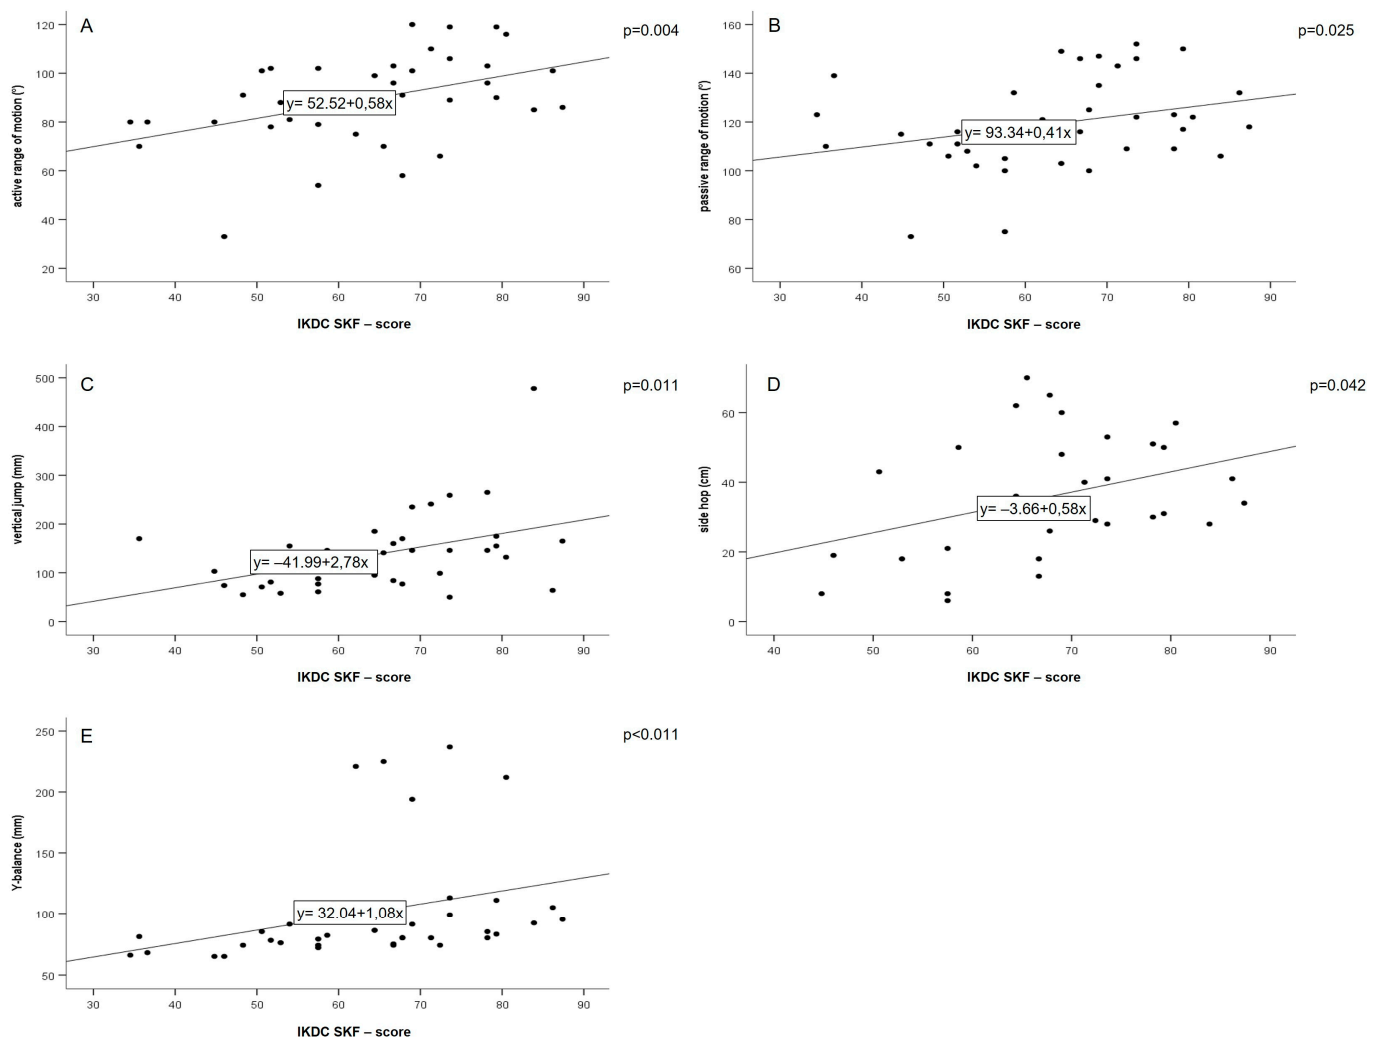 A
p=0.004
120
100
80
60
40
20
active range of motion (°)
y= 52.52+0,58x
30 40 50 60 70 80 90
IKDC SKF – score
B
p=0.025
160
140
120
100
80
60
passive range of motion (°)
y= 93.34+0,41x
30 40 50 60 70 80 90
IKDC SKF – score
C
p=0.011
500
400
300
200
100
0
vertical jump (mm)
y= –41.99+2,78x
30 40 50 60 70 80 90
IKDC SKF – score
D
p=0.042
60
40
20
0
side hop (cm)
y= –3.66+0,58x
40 50 60 70 80 90
IKDC SKF – score
E
p<0.011
250
200
150
100
50
Y-balance (mm)
y= 32.04+1,08x
30 40 50 60 70 80 90
IKDC SKF – score